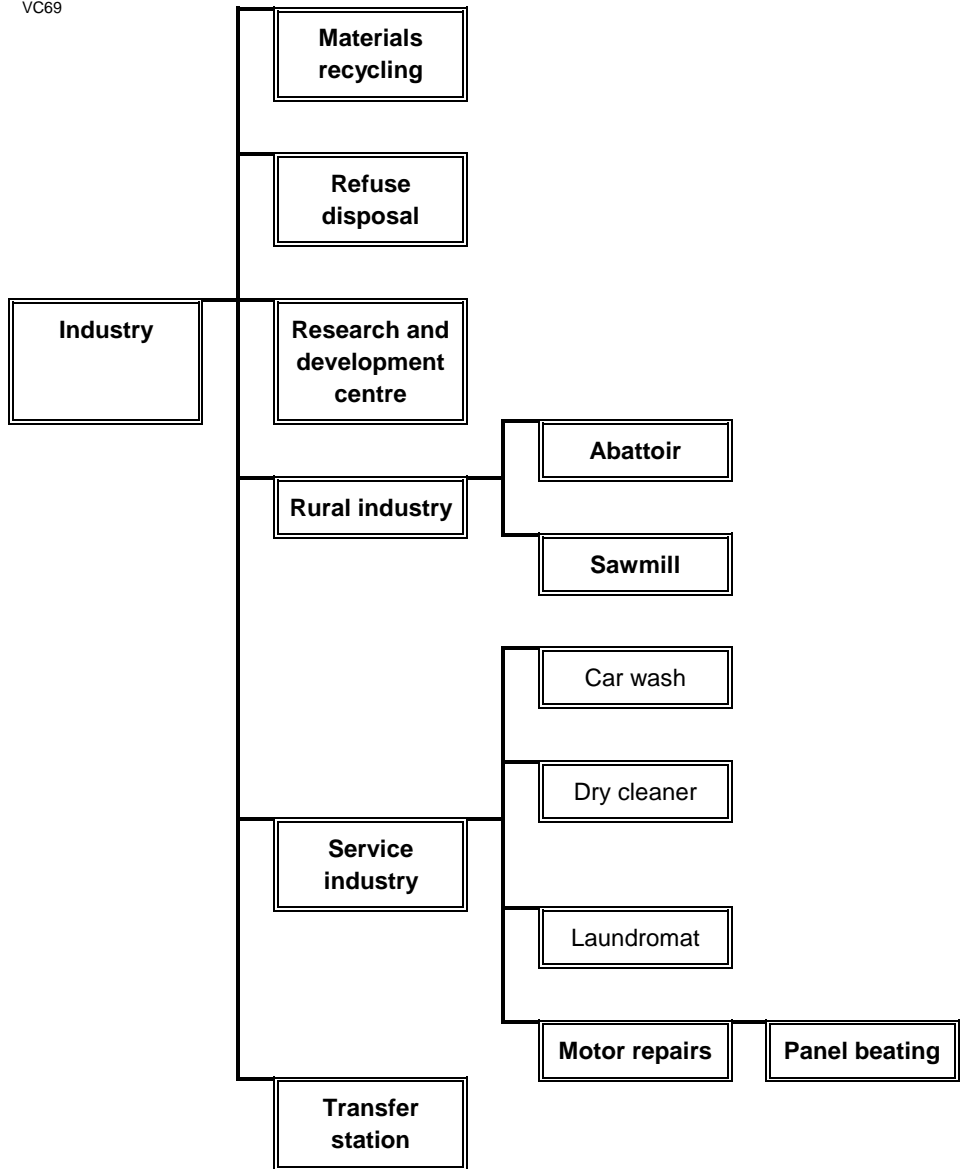 VC69
Materials
recycling
Refuse
disposal
Industry
Research and
development
centre
Abattoir
Rural industry
Sawmill
Car wash
Dry cleaner
Service
industry
Laundromat
Motor repairs
Panel beating
Transfer
station